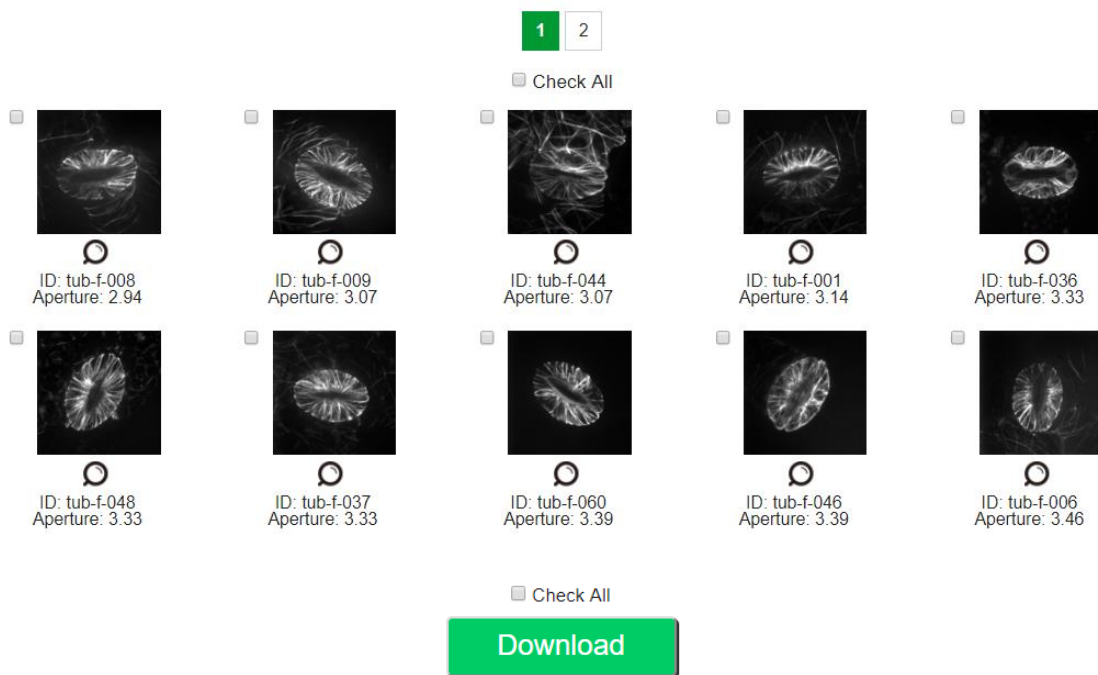 1 2
Check All
ID: tub-f-008
Aperture: 2.94
ID: tub-f-009
Aperture: 3.07
ID: tub-f-044
Aperture: 3.07
ID: tub-f-001
Aperture: 3.14
ID: tub-f-036
Aperture: 3.33
ID: tub-f-048
Aperture: 3.33
ID: tub-f-037
Aperture: 3.33
ID: tub-f-060
Aperture: 3.39
ID: tub-f-046
Aperture: 3.39
ID: tub-f-006
Aperture: 3.46
Check All
Download